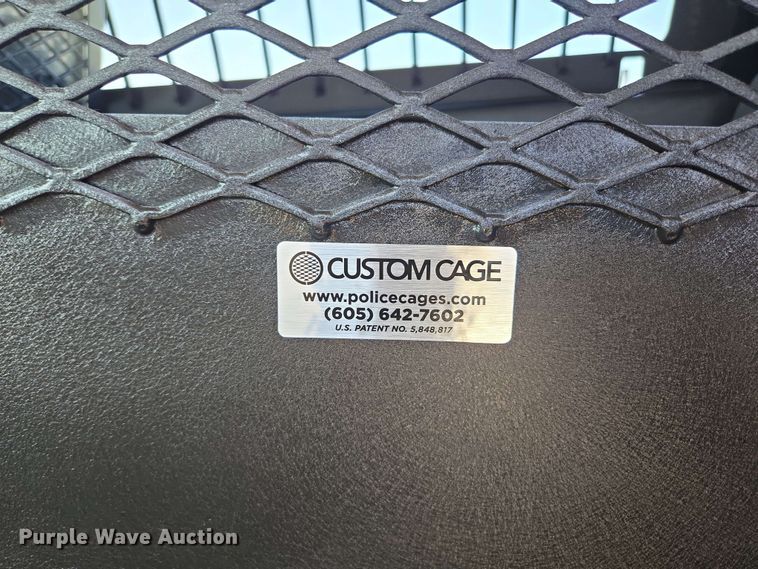 CUSTOM CAGE
www.policecages.com
(605) 642-7602
U.S. PATENT NO. 5,848,817
Purple Wave Auction